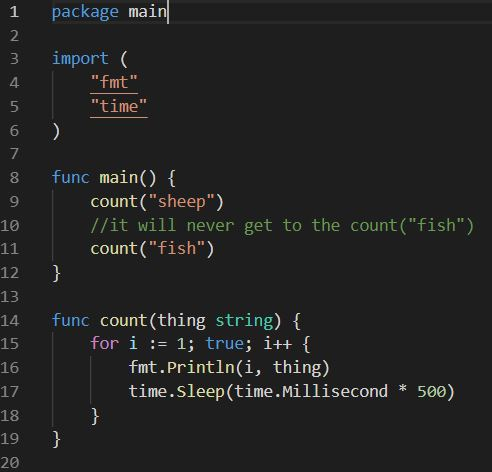 1 package main
2
3 import (
4 "fmt"
5 "time"
6 )
7
8 func main() {
9 count("sheep")
10 //it will never get to the count("fish")
11 count("fish")
12 }
13
14 func count(thing string) {
15 for i := 1; true; i++ {
16 fmt.Println(i, thing)
17 time.Sleep(time.Millisecond * 500)
18 }
19 }
20